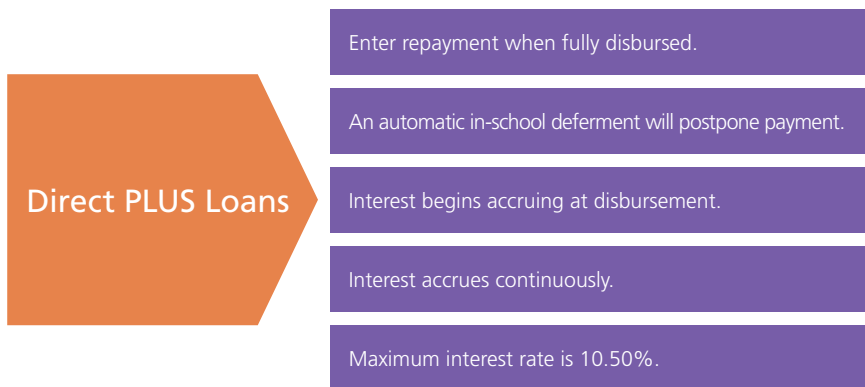 Direct PLUS Loans
Enter repayment when fully disbursed.
An automatic in-school deferment will postpone payment.
Interest begins accruing at disbursement.
Interest accrues continuously.
Maximum interest rate is 10.50%.